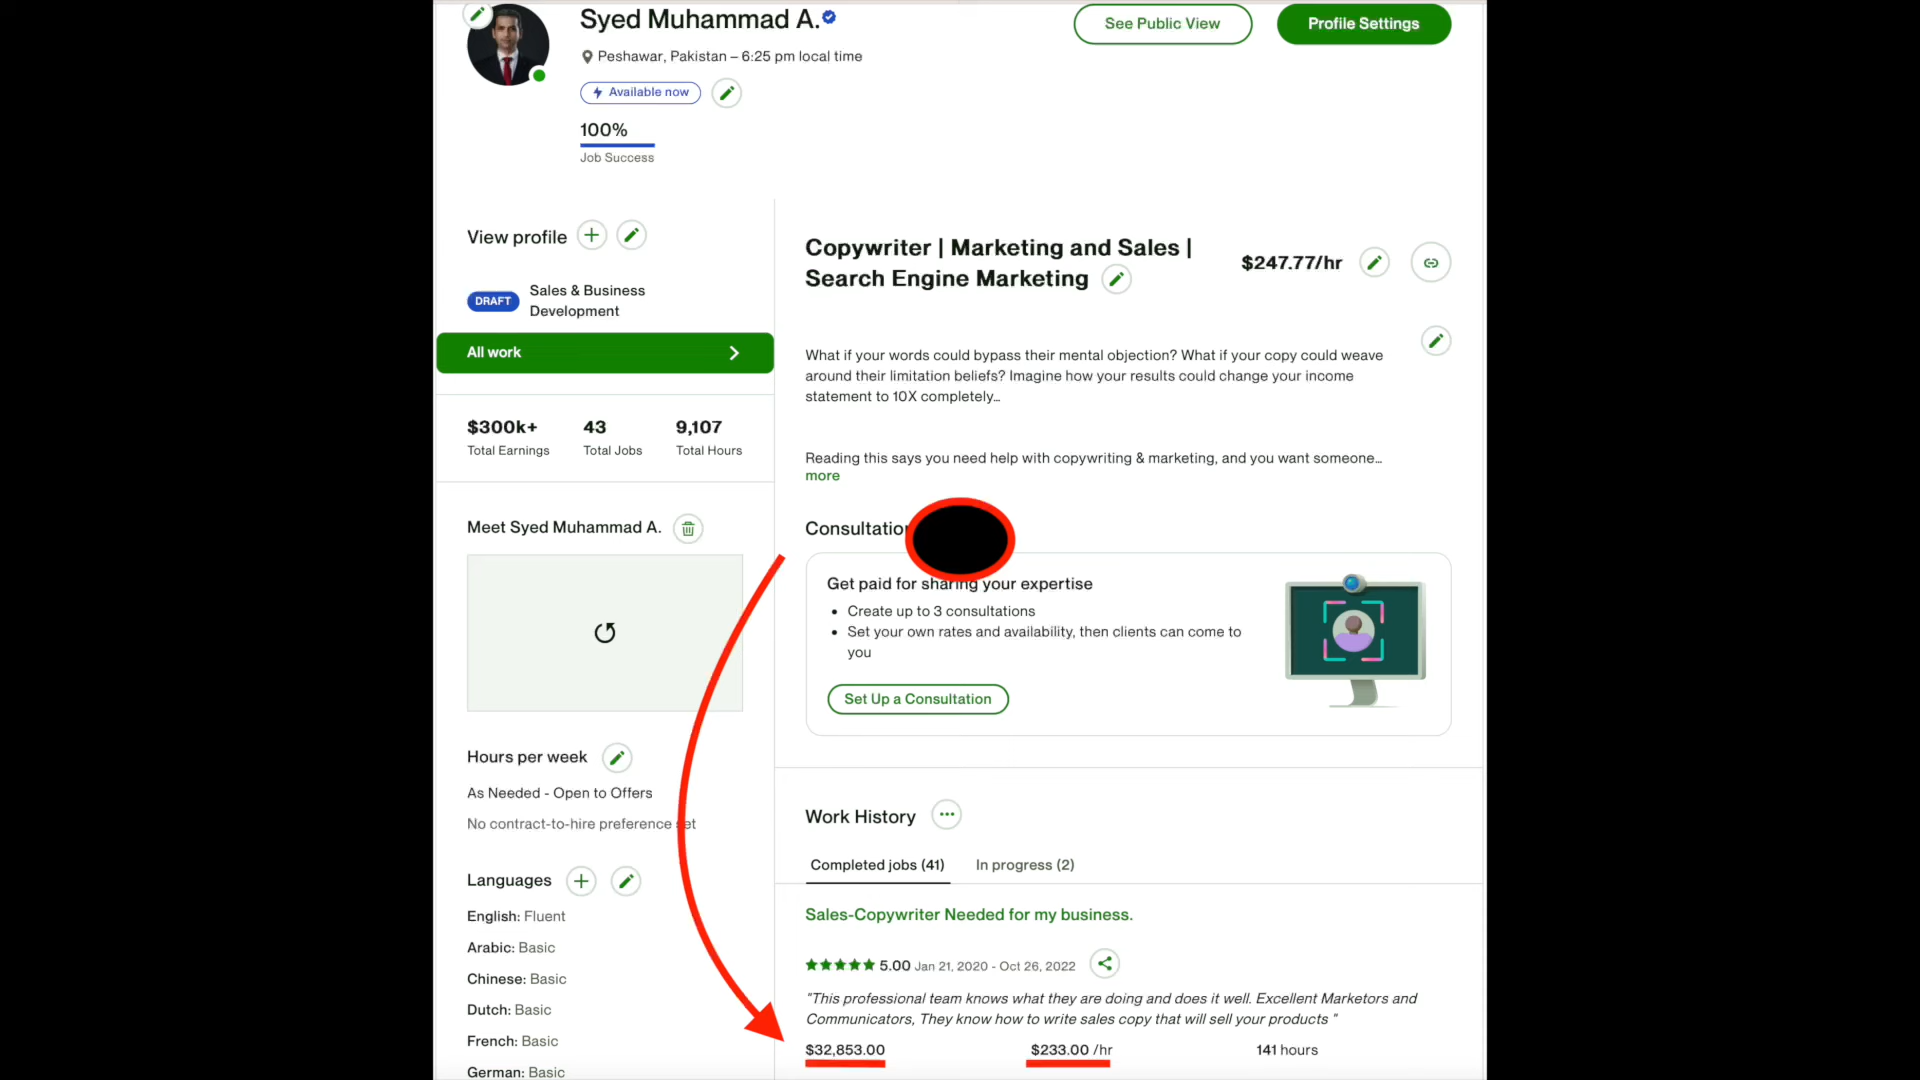 Syed Muhammad A.
Peshawar, Pakistan – 6:25 pm local time
See Public View
Profile Settings
Available now
100%
Job Success
View profile
DRAFT
Sales & Business
Development
All work
$300k+
43
9,107
Total Earnings
Total Jobs
Total Hours
Meet Syed Muhammad A.
Hours per week
As Needed - Open to Offers
No contract-to-hire preference set
Languages
English: Fluent
Arabic: Basic
Chinese: Basic
Dutch: Basic
French: Basic
German: Basic
Copywriter | Marketing and Sales |
Search Engine Marketing
$247.77/hr
What if your words could bypass their mental objection? What if your copy could weave
around their limitation beliefs? Imagine how your results could change your income
statement to 10X completely…
Reading this says you need help with copywriting & marketing, and you want someone…
more
Get paid for sharing your expertise
• Create up to 3 consultations
• Set your own rates and availability, then clients can come to
you
Set Up a Consultation
Work History
Completed jobs (41)
In progress (2)
Sales-Copywriter Needed for my business.
5.00 Jan 21, 2020 - Oct 26, 2022
"This professional team knows what they are doing and does it well. Excellent Marketors and
Communicators, They know how to write sales copy that will sell your products "
$32,853.00
$233.00 /hr
141 hours